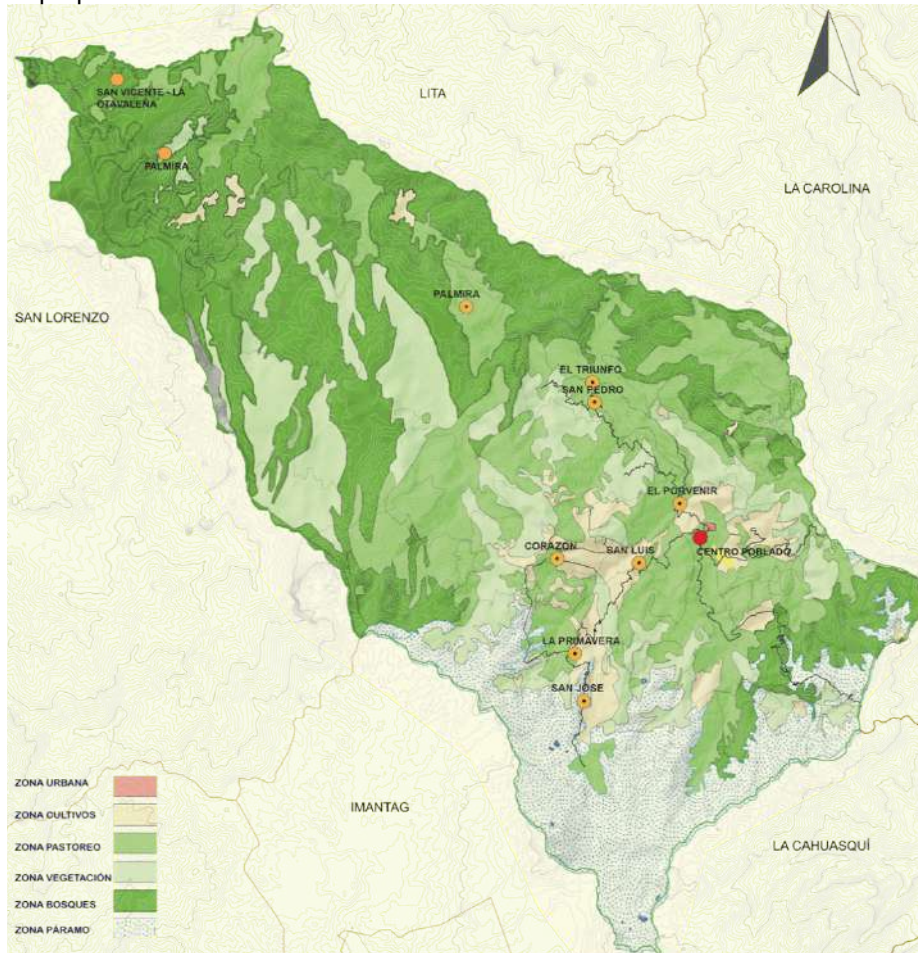 LITA
SAN VICENTE - LA
OTAVALEÑA
PALMIRA
LA CAROLINA
SAN LORENZO
PALMIRA
EL TRIUNFO
SAN PEDRO
EL PORVENIR
CORAZON
SAN LUIS
CENTRO POBLADO
LA PRIMAVERA
SAN JOSE
IMANTAG
LA CAHUASQUÍ
ZONA URBANA
ZONA CULTIVOS
ZONA PASTOREO
ZONA VEGETACIÓN
ZONA BOSQUES
ZONA PÁRAMO